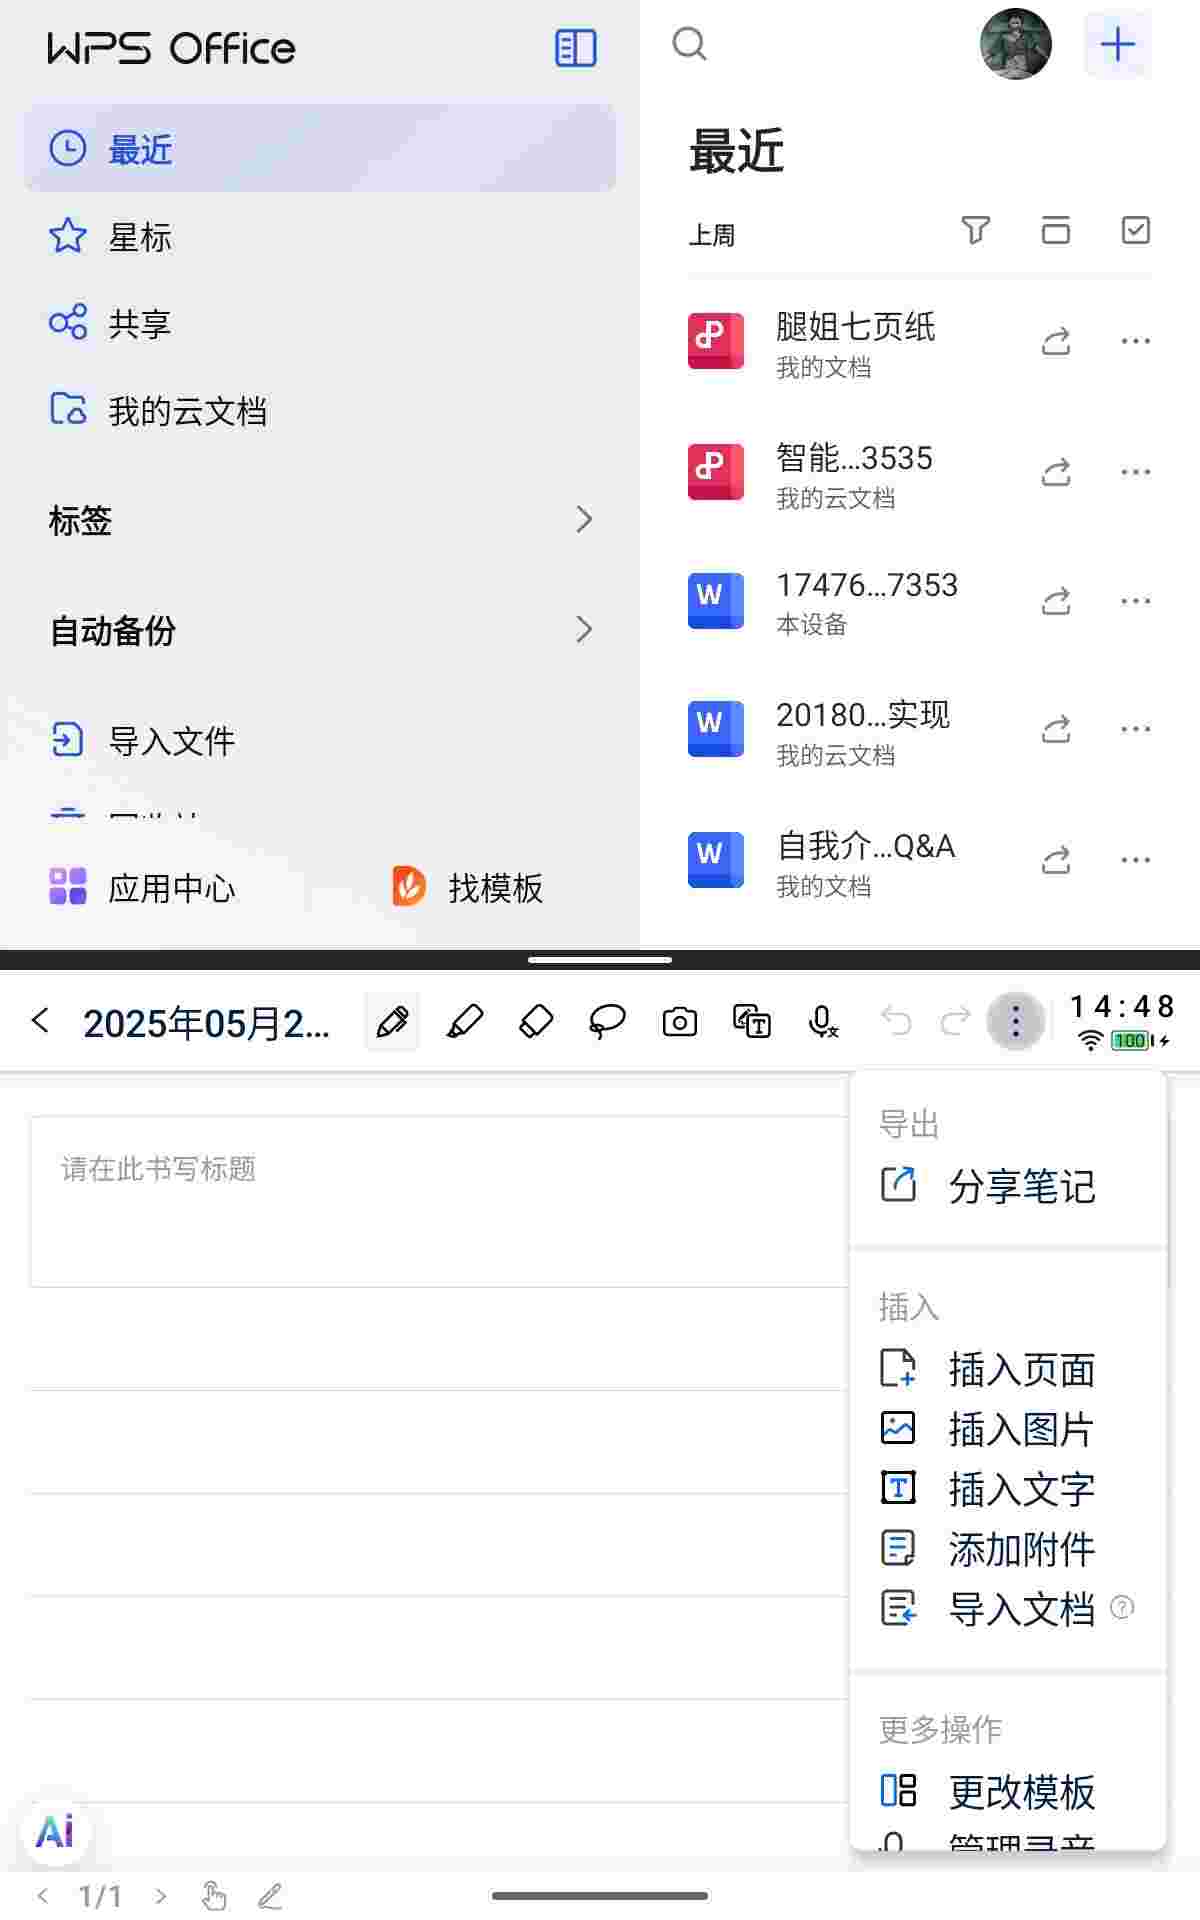 WPS Office
最近
星标
共享
我的云文档
标签
自动备份
导入文件
应用中心
找模板
最近
上周
腿姐七页纸
我的文档
智能...3535
我的云文档
17476...7353
本设备
20180...实现
我的云文档
自我介...Q&A
我的文档
2025年05月2...
14:48
100
请在此书写标题
导出
分享笔记
插入
插入页面
插入图片
插入文字
添加附件
导入文档
更多操作
更改模板
管理录音
Ai
1/1